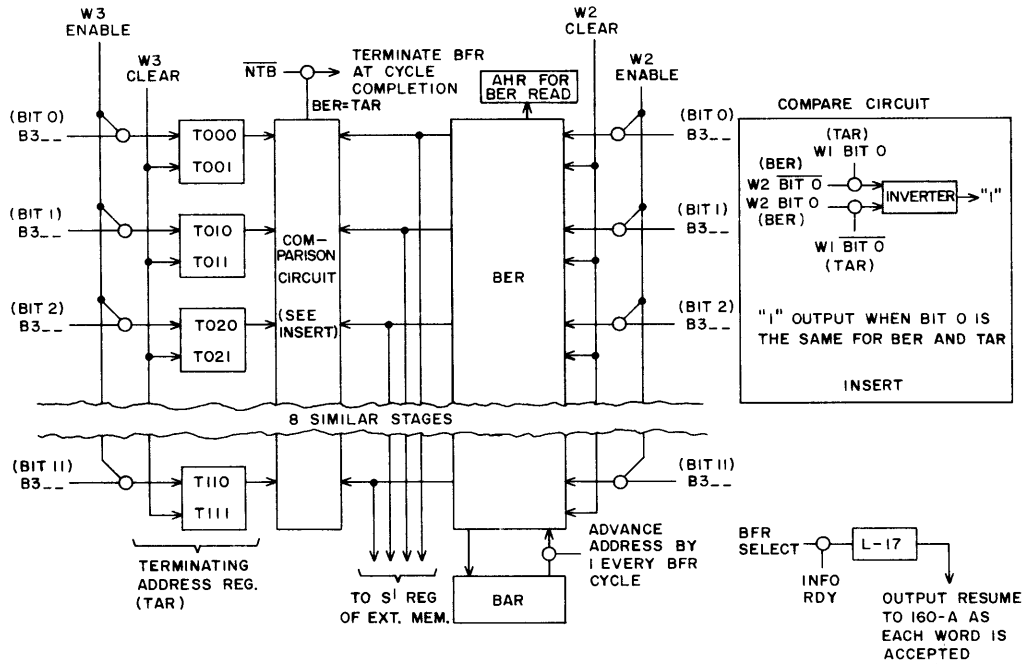 W3
ENABLE
W3
CLEAR
NTB
TERMINATE BFR
AT CYCLE
COMPLETION
BER=TAR
AHR FOR
BER READ
W2
CLEAR
W2
ENABLE
(BIT 0)
B3__
T000
T001
(BIT 0)
B3__
(BIT 1)
B3__
T010
T011
(BIT 1)
B3__
(BIT 2)
B3__
T020
T021
(BIT 2)
B3__
COM-
PARISON
CIRCUIT
(SEE
INSERT)
BER
8 SIMILAR STAGES
(BIT 11)
B3__
T110
T111
(BIT 11)
B3__
TERMINATING
ADDRESS REG.
(TAR)
TO S' REG
OF EXT. MEM.
BAR
ADVANCE
ADDRESS BY
1 EVERY BFR
CYCLE
COMPARE CIRCUIT
(TAR)
W1 BIT 0
(BER)
W2 BIT 0
W2 BIT 0
(BER)
INVERTER
"1"
W1 BIT 0
(TAR)
"1" OUTPUT WHEN BIT 0 IS
THE SAME FOR BER AND TAR
INSERT
BFR
SELECT
L-17
INFO
RDY
OUTPUT RESUME
TO 160-A AS
EACH WORD IS
ACCEPTED